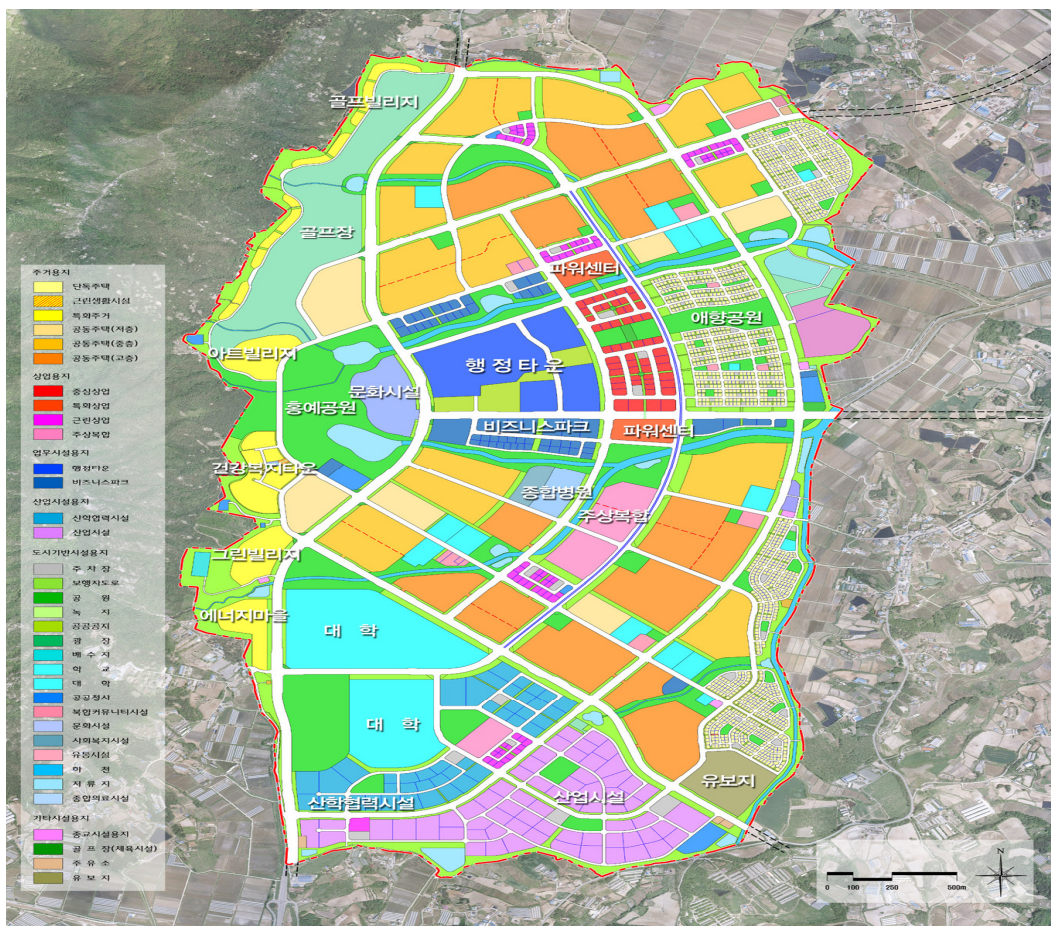 골프빌리지
골프장
파워센터
애향공원
아트빌리지
행정타운
문화시설
홍예공원
비즈니스파크
파워센터
건강복지타운
종합병원
주상복합
그린빌리지
에너지마을
대 학
대 학
유보지
산학협력시설
산업시설
주거용지
단독주택
근린생활시설
특화주거
공동주택(저층)
공동주택(중층)
공동주택(고층)
상업용지
중심상업
특화상업
근린상업
주상복합
업무시설용지
행정타운
비즈니스파크
산업시설용지
산학협력시설
산업시설
도시기반시설용지
주 차 장
보행자도로
공 원
녹 지
공공공지
광 장
배 수 지
학 교
대 학
공공청사
복합커뮤니티시설
문화시설
사회복지시설
유통시설
하 천
저 류 지
종합의료시설
기타시설용지
종교시설용지
골 프 장(체육시설)
주 유 소
유 보 지
N
0 100 250 500m